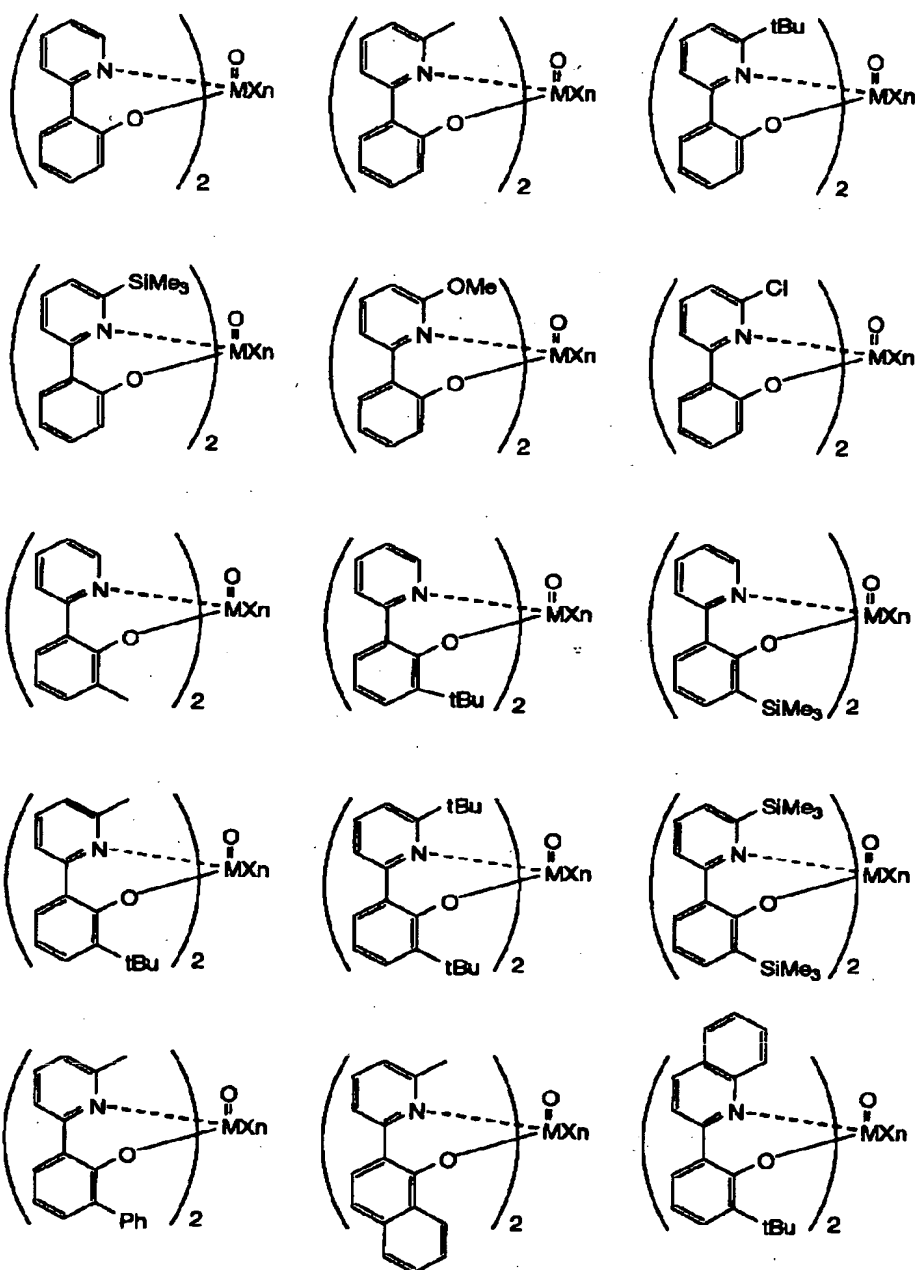 N O O MXn 2
N O O MXn 2
tBu N O O MXn 2
SiMe3 N O O MXn 2
OMe N O O MXn 2
Cl N O O MXn 2
N O O MXn 2
N O O MXn tBu 2
N O O MXn SiMe3 2
N O O MXn tBu 2
tBu N O O MXn tBu 2
SiMe3 N O O MXn SiMe3 2
N O O MXn Ph 2
N O O MXn 2
N O O MXn tBu 2